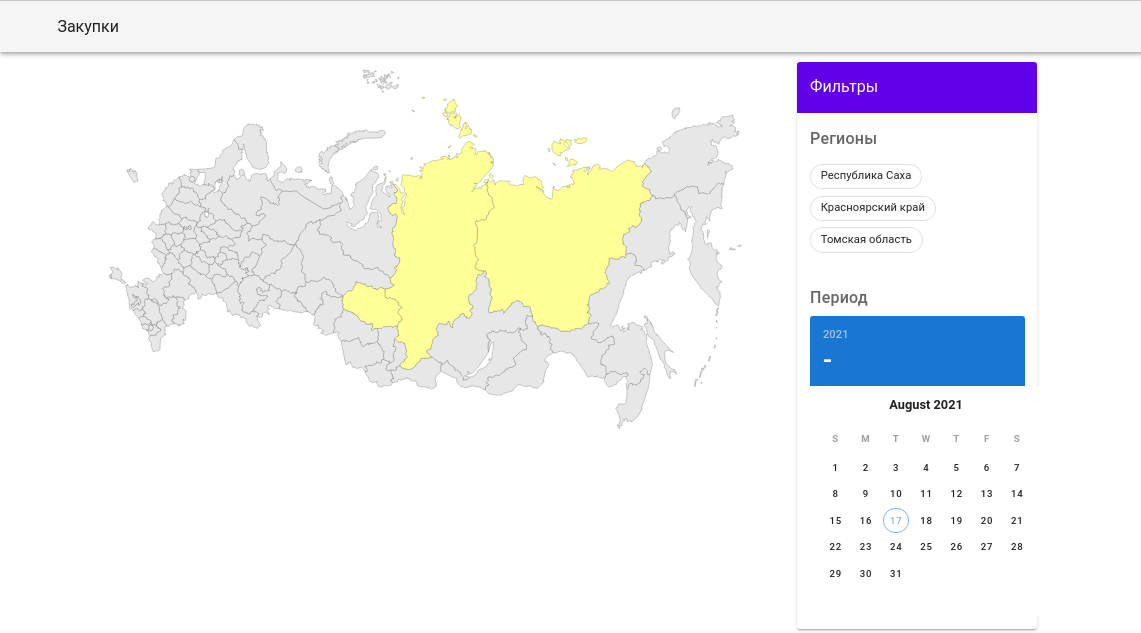 Закупки
Фильтры
Регионы
Республика Саха
Красноярский край
Томская область
Период
2021
-
August 2021
S M T W T F S
1 2 3 4 5 6 7
8 9 10 11 12 13 14
15 16 17 18 19 20 21
22 23 24 25 26 27 28
29 30 31